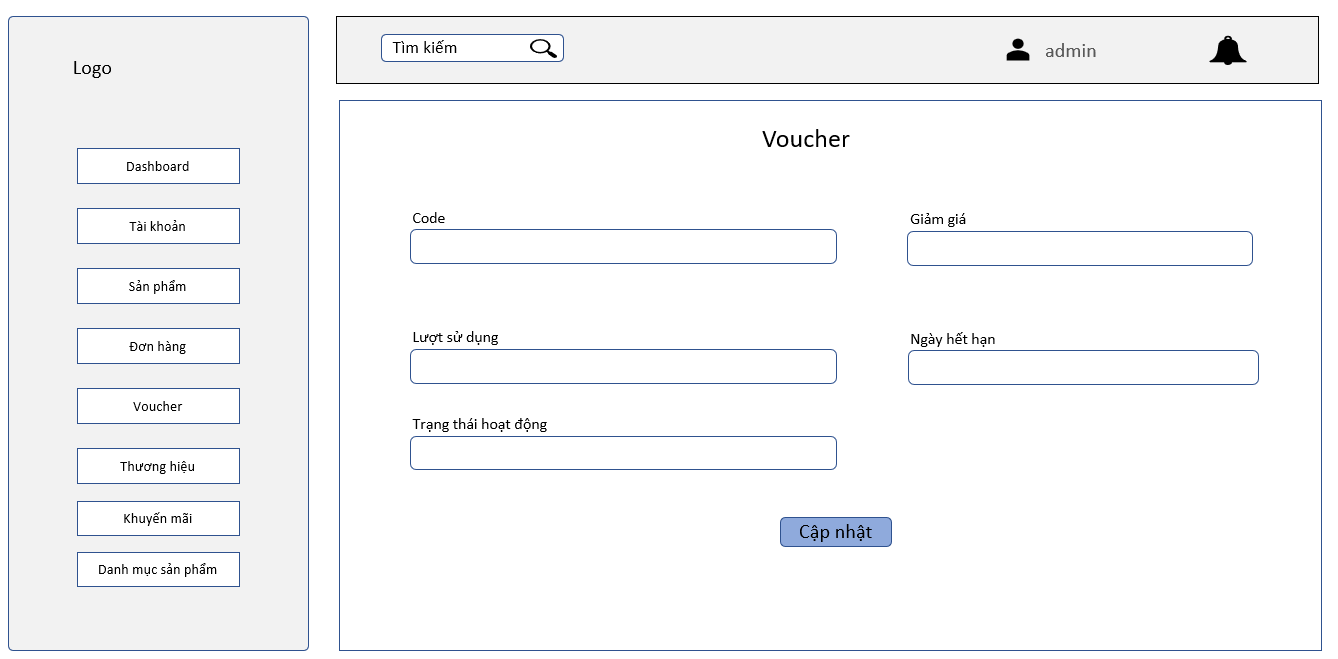 Logo
Dashboard
Tài khoản
Sản phẩm
Đơn hàng
Voucher
Thương hiệu
Khuyến mãi
Danh mục sản phẩm
Tìm kiếm
admin
Voucher
Code
Giảm giá
Lượt sử dụng
Ngày hết hạn
Trạng thái hoạt động
Cập nhật